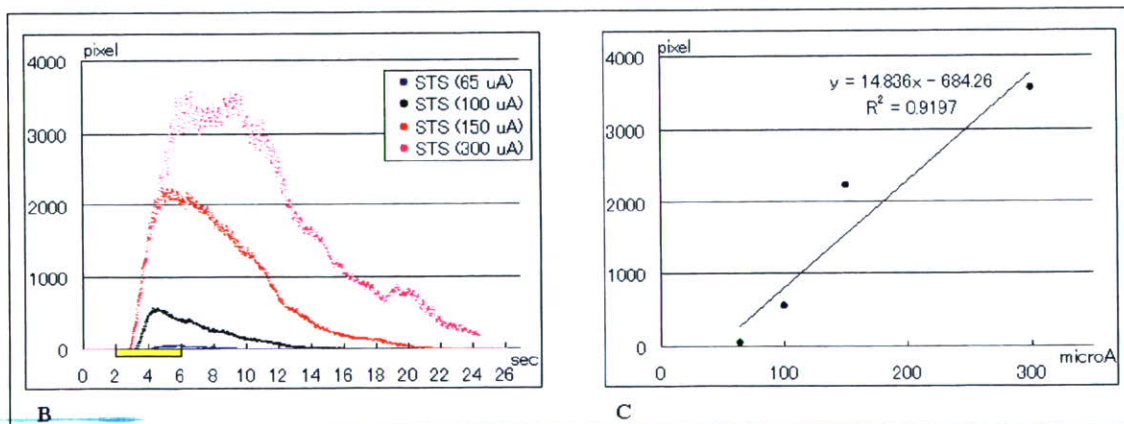 pixel
4000
3000
2000
1000
0
STS (65 uA)
STS (100 uA)
STS (150 uA)
STS (300 uA)
sec
0 2 4 6 8 10 12 14 16 18 20 22 24 26
B
pixel
4000
3000
2000
1000
0
y = 14.836x - 684.26
R² = 0.9197
microA
0 100 200 300
C